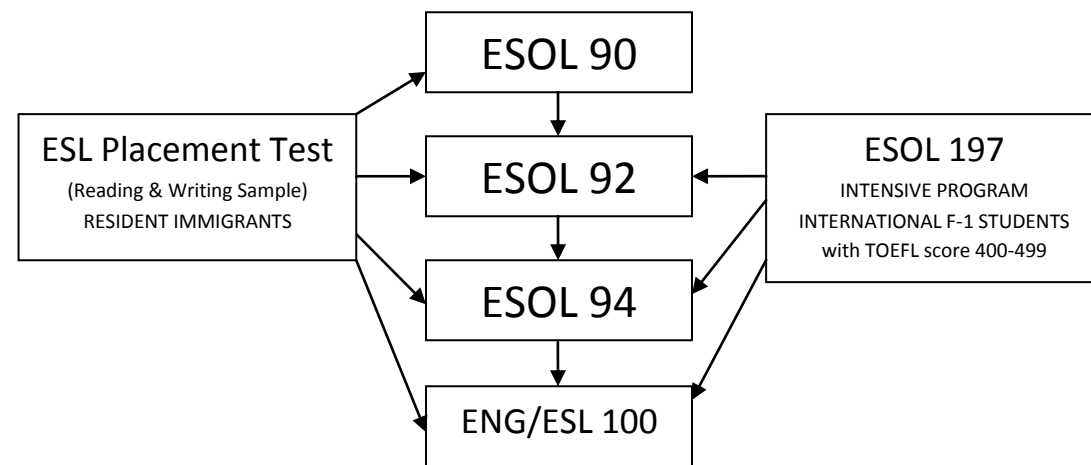 ESOL 90
ESL Placement Test
(Reading & Writing Sample)
RESIDENT IMMIGRANTS
ESOL 92
ESOL 197
INTENSIVE PROGRAM
INTERNATIONAL F-1 STUDENTS
with TOEFL score 400-499
ESOL 94
ENG/ESL 100